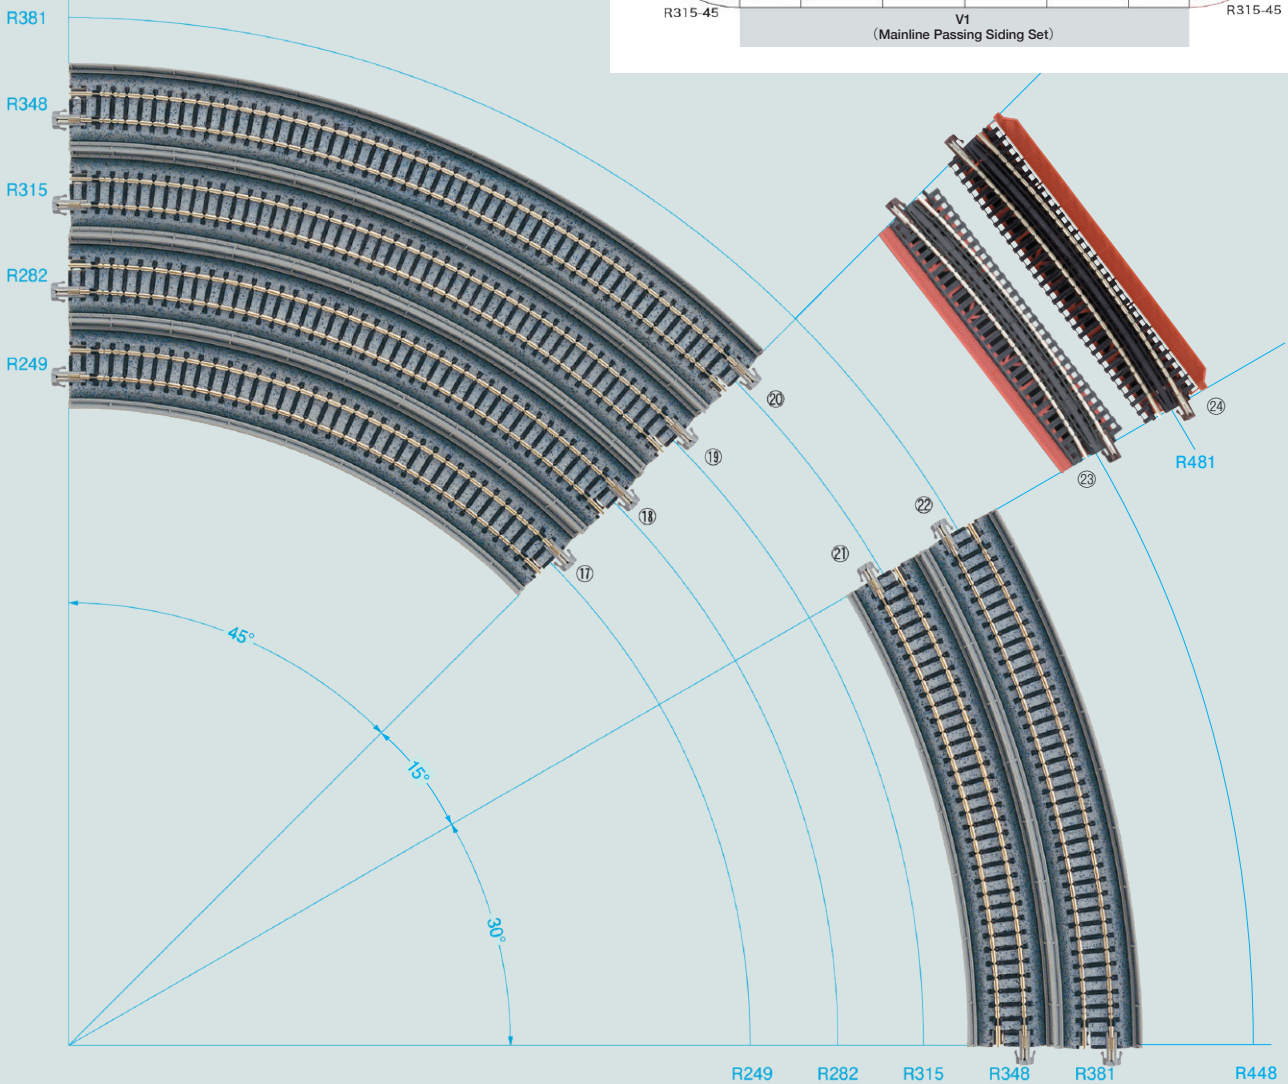 R381
R315-45
R315-45
V1
(Mainline Passing Siding Set)
R348
R315
R282
R249
⑳
⑲
⑱
⑰
㉔
R481
㉓
㉒
㉑
45°
15°
30°
R249
R282
R315
R348
R381
R448